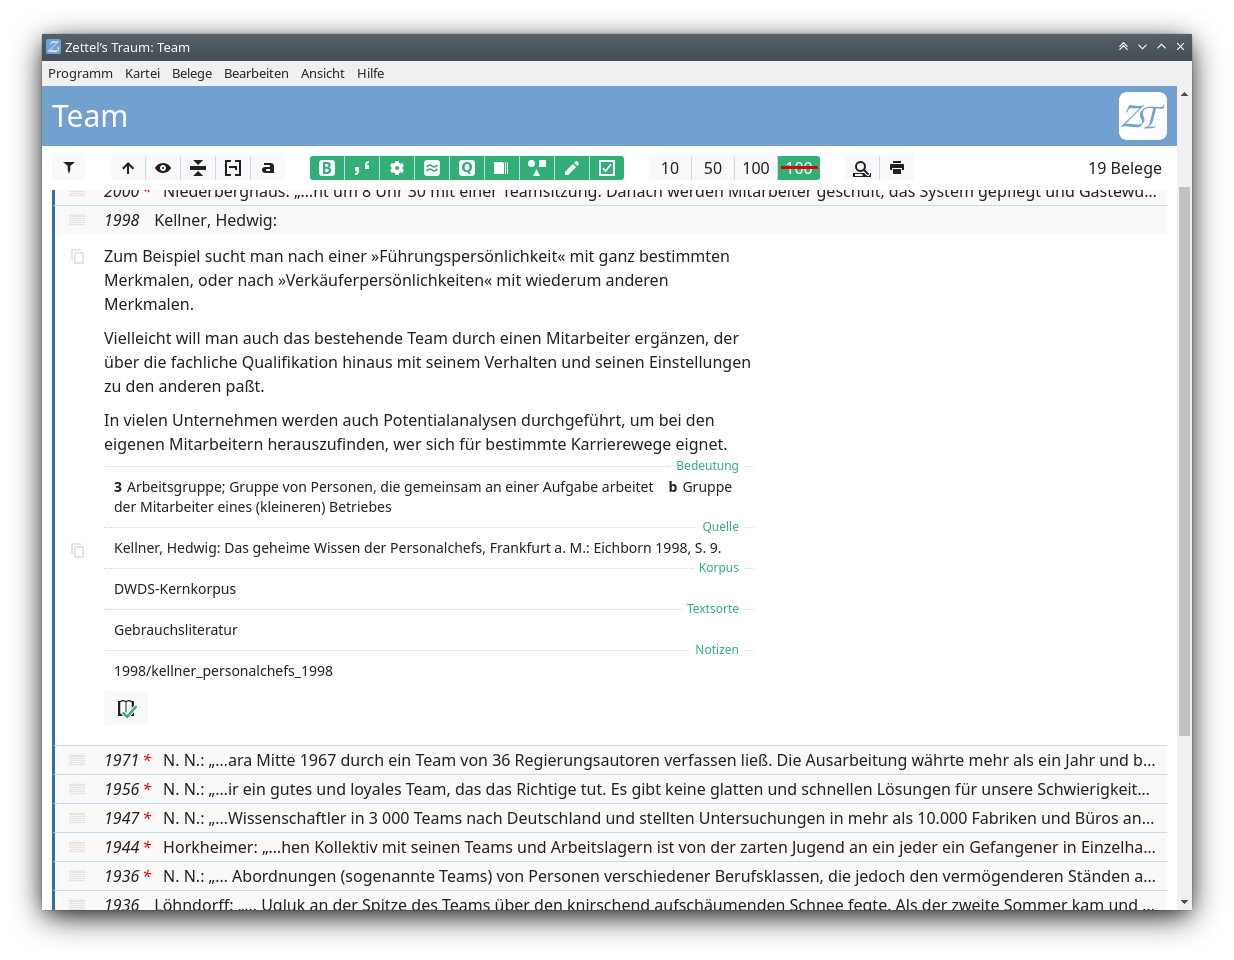 Zettel’s Traum: Team
Programm Kartei Belege Bearbeiten Ansicht Hilfe
Team
ZT
a B Q 10 50 100 100 19 Belege
2000 * Niederberghaus: „…ht um 8 Uhr 30 mit einer Teamsitzung. Danach werden Mitarbeiter geschult, das System gepflegt und Gästewü…
1998 Kellner, Hedwig:
Zum Beispiel sucht man nach einer »Führungspersönlichkeit« mit ganz bestimmten
Merkmalen, oder nach »Verkäuferpersönlichkeiten« mit wiederum anderen
Merkmalen.
Vielleicht will man auch das bestehende Team durch einen Mitarbeiter ergänzen, der
über die fachliche Qualifikation hinaus mit seinem Verhalten und seinen Einstellungen
zu den anderen paßt.
In vielen Unternehmen werden auch Potentialanalysen durchgeführt, um bei den
eigenen Mitarbeitern herauszufinden, wer sich für bestimmte Karrierewege eignet.
Bedeutung
3 Arbeitsgruppe; Gruppe von Personen, die gemeinsam an einer Aufgabe arbeitet b Gruppe
der Mitarbeiter eines (kleineren) Betriebes
Quelle
Kellner, Hedwig: Das geheime Wissen der Personalchefs, Frankfurt a. M.: Eichborn 1998, S. 9.
Korpus
DWDS-Kernkorpus
Textsorte
Gebrauchsliteratur
Notizen
1998/kellner_personalchefs_1998
1971 * N. N.: „…ara Mitte 1967 durch ein Team von 36 Regierungsautoren verfassen ließ. Die Ausarbeitung währte mehr als ein Jahr und b…
1956 * N. N.: „…ir ein gutes und loyales Team, das das Richtige tut. Es gibt keine glatten und schnellen Lösungen für unsere Schwierigkeit…
1947 * N. N.: „…Wissenschaftler in 3 000 Teams nach Deutschland und stellten Untersuchungen in mehr als 10.000 Fabriken und Büros an…
1944 * Horkheimer: „…hen Kollektiv mit seinen Teams und Arbeitslagern ist von der zarten Jugend an ein jeder ein Gefangener in Einzelha…
1936 * N. N.: „… Abordnungen (sogenannte Teams) von Personen verschiedener Berufsklassen, die jedoch den vermögenderen Ständen a…
1936 Löhndorff: „… Ugluk an der Spitze des Teams über den knirschend aufschäumenden Schnee fegte. Als der zweite Sommer kam und …